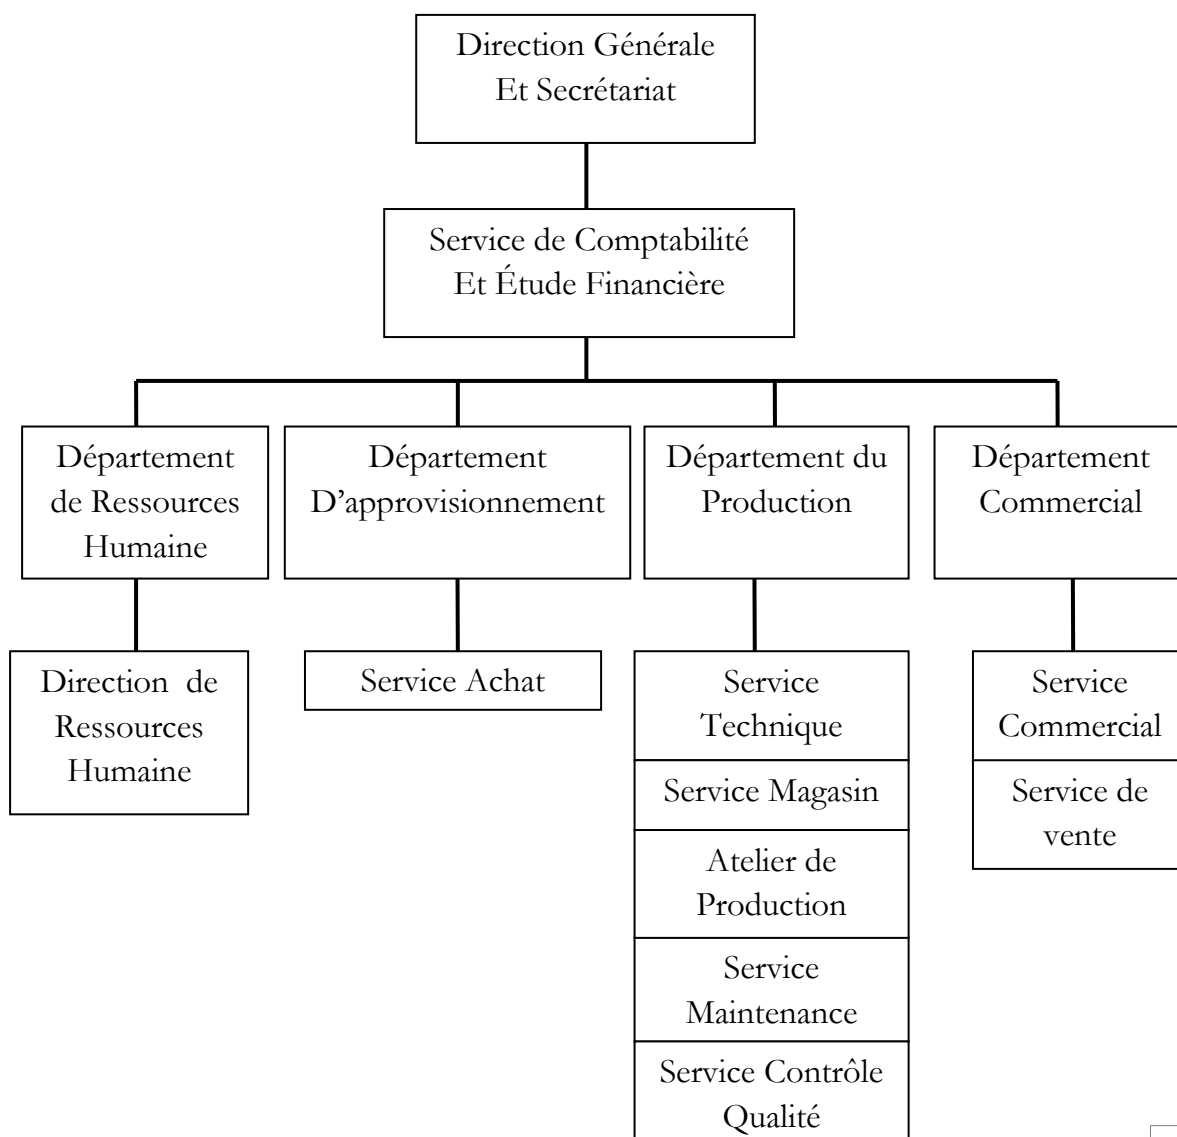 Direction Générale
Et Secrétariat
Service de Comptabilité
Et Étude Financière
Département
de Ressources
Humaine
Département
D’approvisionnement
Département du
Production
Département
Commercial
Direction de
Ressources
Humaine
Service Achat
Service
Technique
Service Magasin
Atelier de
Production
Service
Maintenance
Service Contrôle
Qualité
Service
Commercial
Service de
vente